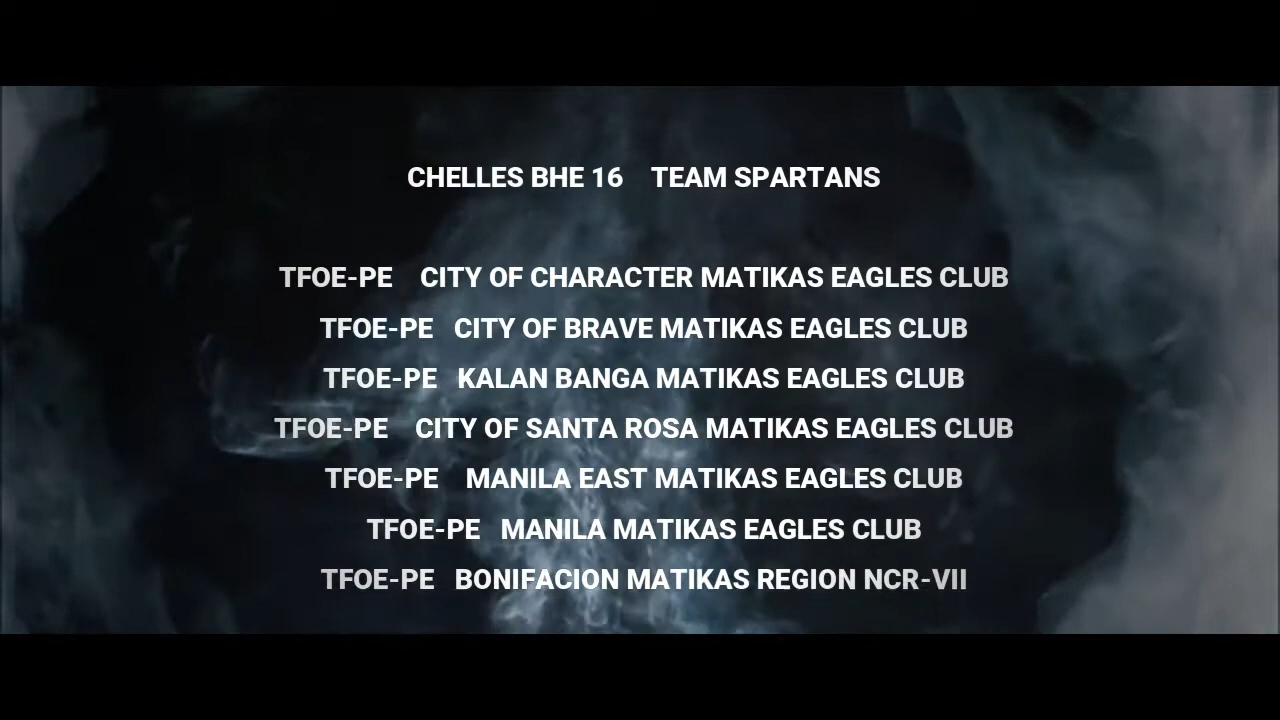 CHELLES BHE 16 TEAM SPARTANS
TFOE-PE CITY OF CHARACTER MATIKAS EAGLES CLUB
TFOE-PE CITY OF BRAVE MATIKAS EAGLES CLUB
TFOE-PE KALAN BANGA MATIKAS EAGLES CLUB
TFOE-PE CITY OF SANTA ROSA MATIKAS EAGLES CLUB
TFOE-PE MANILA EAST MATIKAS EAGLES CLUB
TFOE-PE MANILA MATIKAS EAGLES CLUB
TFOE-PE BONIFACION MATIKAS REGION NCR-VII